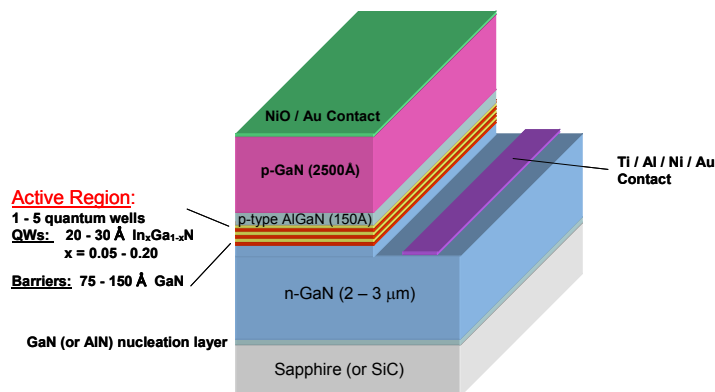 NiO / Au Contact
p-GaN (2500Å)
Ti / Al / Ni / Au
Contact
Active Region:
1 - 5 quantum wells
QWs: 20 - 30 Å InxGa1-xN
x = 0.05 - 0.20
Barriers: 75 - 150 Å GaN
p-type AlGaN (150Å)
n-GaN (2 – 3 μm)
GaN (or AlN) nucleation layer
Sapphire (or SiC)